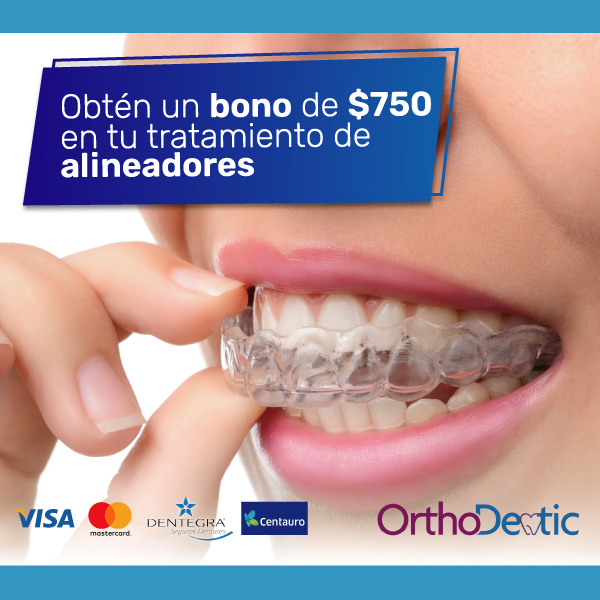 Obtén un bono de $750
en tu tratamiento de
alineadores
VISA
mastercard.
DENTEGRA®
Seguros Dentales
Centauro
OrthoDentic